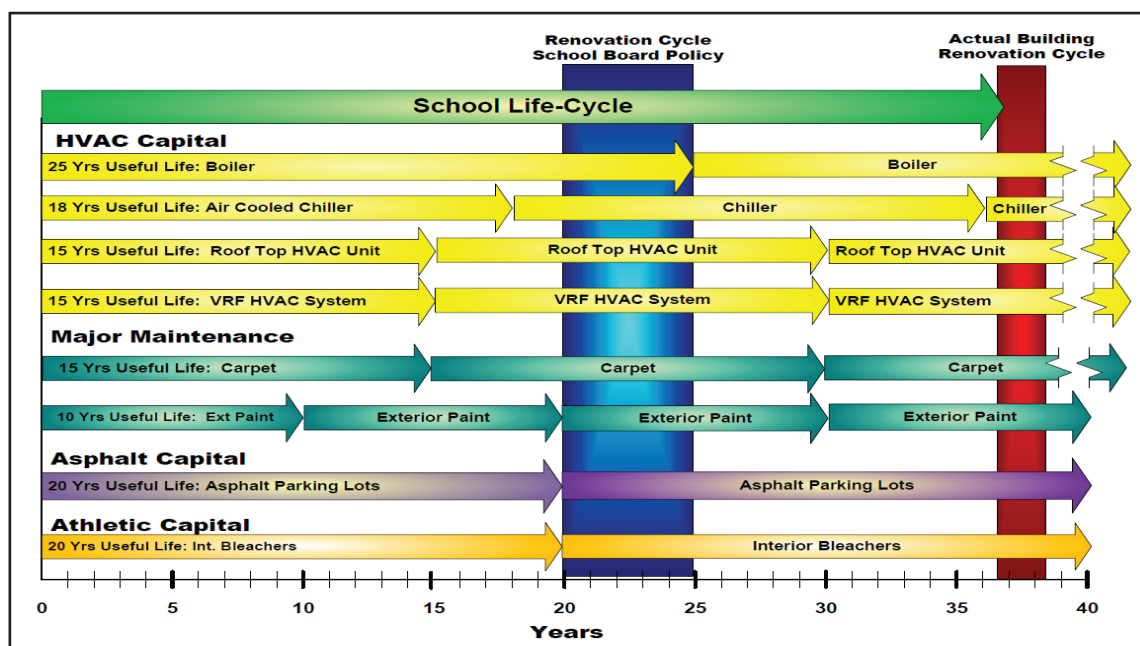 Renovation Cycle
School Board Policy
Actual Building
Renovation Cycle
School Life-Cycle
HVAC Capital
25 Yrs Useful Life: Boiler
Boiler
18 Yrs Useful Life: Air Cooled Chiller
Chiller
Chiller
15 Yrs Useful Life: Roof Top HVAC Unit
Roof Top HVAC Unit
Roof Top HVAC Unit
15 Yrs Useful Life: VRF HVAC System
VRF HVAC System
VRF HVAC System
Major Maintenance
15 Yrs Useful Life: Carpet
Carpet
Carpet
10 Yrs Useful Life: Ext Paint
Exterior Paint
Exterior Paint
Exterior Paint
Asphalt Capital
20 Yrs Useful Life: Asphalt Parking Lots
Asphalt Parking Lots
Athletic Capital
20 Yrs Useful Life: Int. Bleachers
Interior Bleachers
0 5 10 15 20 25 30 35 40
Years